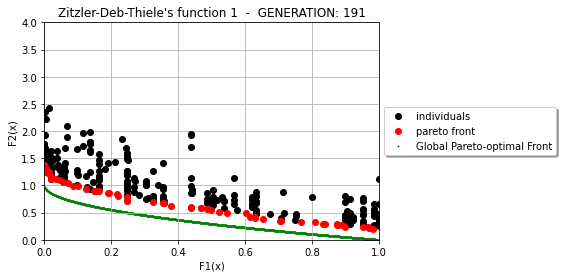 Zitzler-Deb-Thiele's function 1 - GENERATION: 191
4.0
3.5
3.0
2.5
2.0
1.5
1.0
0.5
0.0
F2(x)
0.0 0.2 0.4 0.6 0.8 1.0
F1(x)
individuals
pareto front
Global Pareto-optimal Front